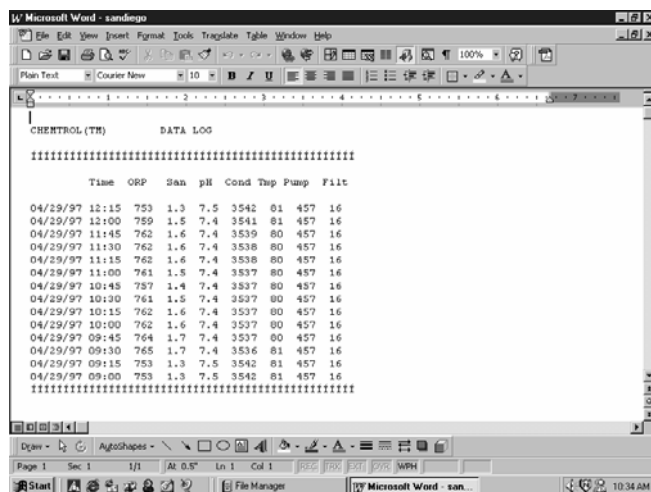 Microsoft Word - sandiego
File Edit View Insert Format Tools Translate Table Window Help
100%
Plain Text Courier New 10 B I U
1 2 3 4 5 6 7
CHEMTROL(TM) DATA LOG
ÍÍÍÍÍÍÍÍÍÍÍÍÍÍÍÍÍÍÍÍÍÍÍÍÍÍÍÍÍÍÍÍÍÍÍÍÍÍÍÍÍÍÍÍÍÍÍÍÍÍ
Time ORP San pH Cond Tmp Pump Filt
04/29/97 12:15 753 1.3 7.5 3542 81 457 16
04/29/97 12:00 759 1.5 7.4 3541 81 457 16
04/29/97 11:45 762 1.6 7.4 3539 80 457 16
04/29/97 11:30 762 1.6 7.4 3538 80 457 16
04/29/97 11:15 762 1.6 7.4 3538 80 457 16
04/29/97 11:00 761 1.5 7.4 3537 80 457 16
04/29/97 10:45 757 1.4 7.4 3537 80 457 16
04/29/97 10:30 761 1.5 7.4 3537 80 457 16
04/29/97 10:15 762 1.6 7.4 3537 80 457 16
04/29/97 10:00 762 1.6 7.4 3537 80 457 16
04/29/97 09:45 764 1.7 7.4 3537 80 457 16
04/29/97 09:30 765 1.7 7.4 3536 81 457 16
04/29/97 09:15 753 1.3 7.5 3542 81 457 16
04/29/97 09:00 753 1.3 7.5 3542 81 457 16
ÍÍÍÍÍÍÍÍÍÍÍÍÍÍÍÍÍÍÍÍÍÍÍÍÍÍÍÍÍÍÍÍÍÍÍÍÍÍÍÍÍÍÍÍÍÍÍÍÍÍ
Draw AutoShapes
Page 1 Sec 1 1/1 At 0.5" Ln 1 Col 1 REC TRK EXT OVR WPH
Start File Manager Microsoft Word - san... 10:34 AM